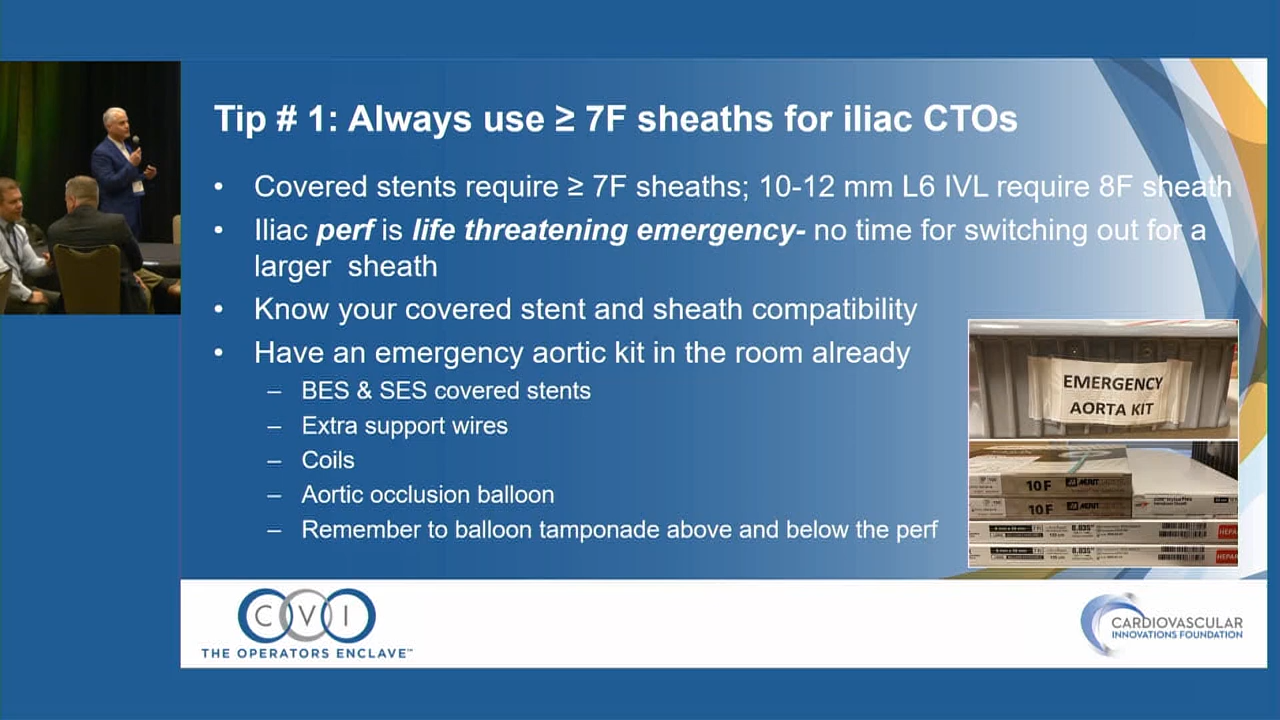 Tip # 1: Always use ≥ 7F sheaths for iliac CTOs
• Covered stents require ≥ 7F sheaths; 10-12 mm L6 IVL require 8F sheath
• Iliac perf is life threatening emergency- no time for switching out for a
larger sheath
• Know your covered stent and sheath compatibility
• Have an emergency aortic kit in the room already
– BES & SES covered stents
– Extra support wires
– Coils
– Aortic occlusion balloon
– Remember to balloon tamponade above and below the perf
EMERGENCY
AORTA KIT
10F MERIT
10F MERIT
0.035"
HEPAR
0.035"
HEPAR
CVI
THE OPERATORS ENCLAVE™
CARDIOVASCULAR
INNOVATIONS FOUNDATION